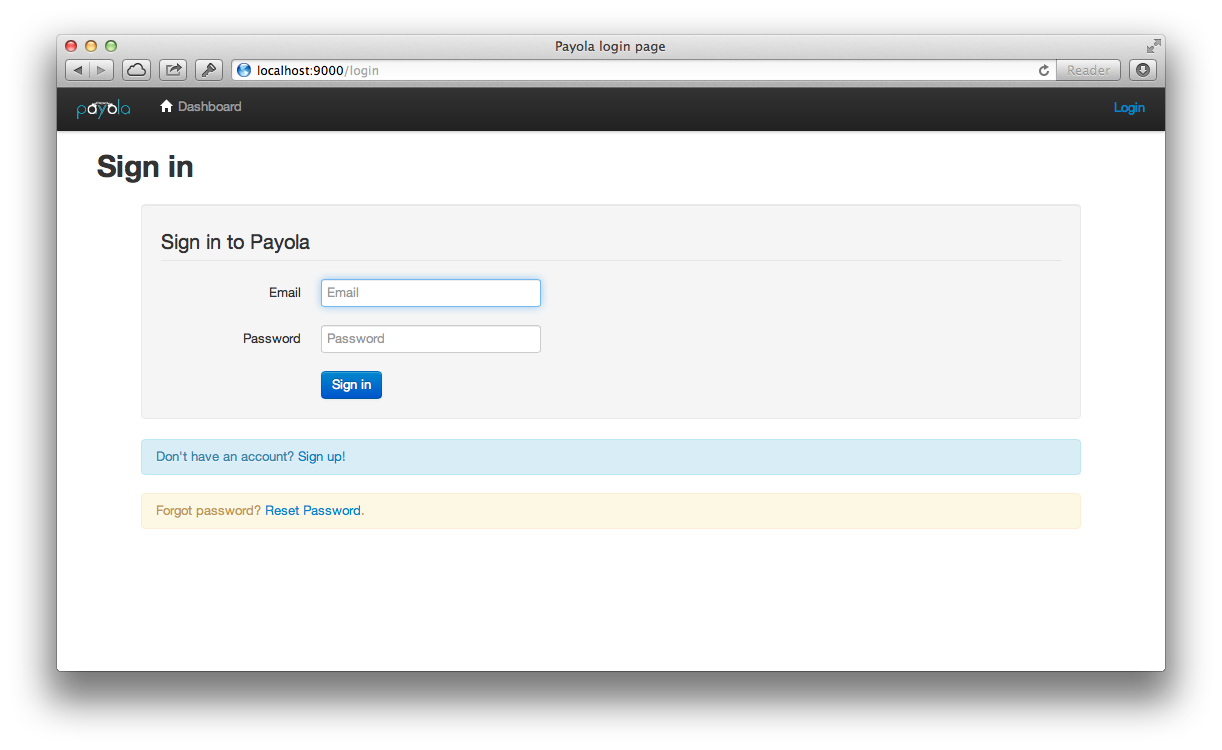 Payola login page
localhost:9000/login
Reader
payola
Dashboard
Login
Sign in
Sign in to Payola
Email
Email
Password
Password
Sign in
Don't have an account? Sign up!
Forgot password? Reset Password.